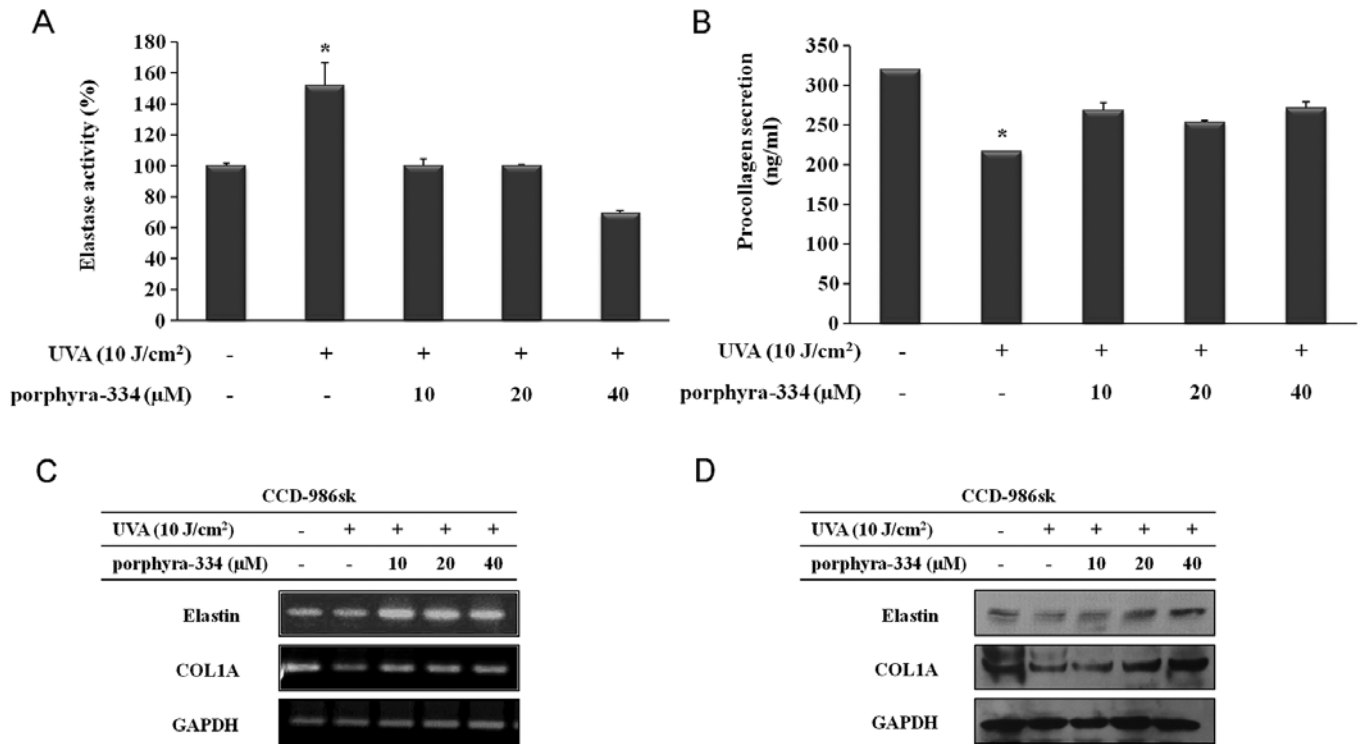 A
Elastase activity (%)
180
160
140
120
100
80
60
40
20
0
*
UVA (10 J/cm²) - + + + +
porphyra-334 (µM) - - 10 20 40
B
Procollagen secretion
(ng/ml)
350
300
250
200
150
100
50
0
*
UVA (10 J/cm²) - + + + +
porphyra-334 (µM) - - 10 20 40
C
CCD-986sk
UVA (10 J/cm²) - + + + +
porphyra-334 (µM) - - 10 20 40
Elastin
COL1A
GAPDH
D
CCD-986sk
UVA (10 J/cm²) - + + + +
porphyra-334 (µM) - - 10 20 40
Elastin
COL1A
GAPDH